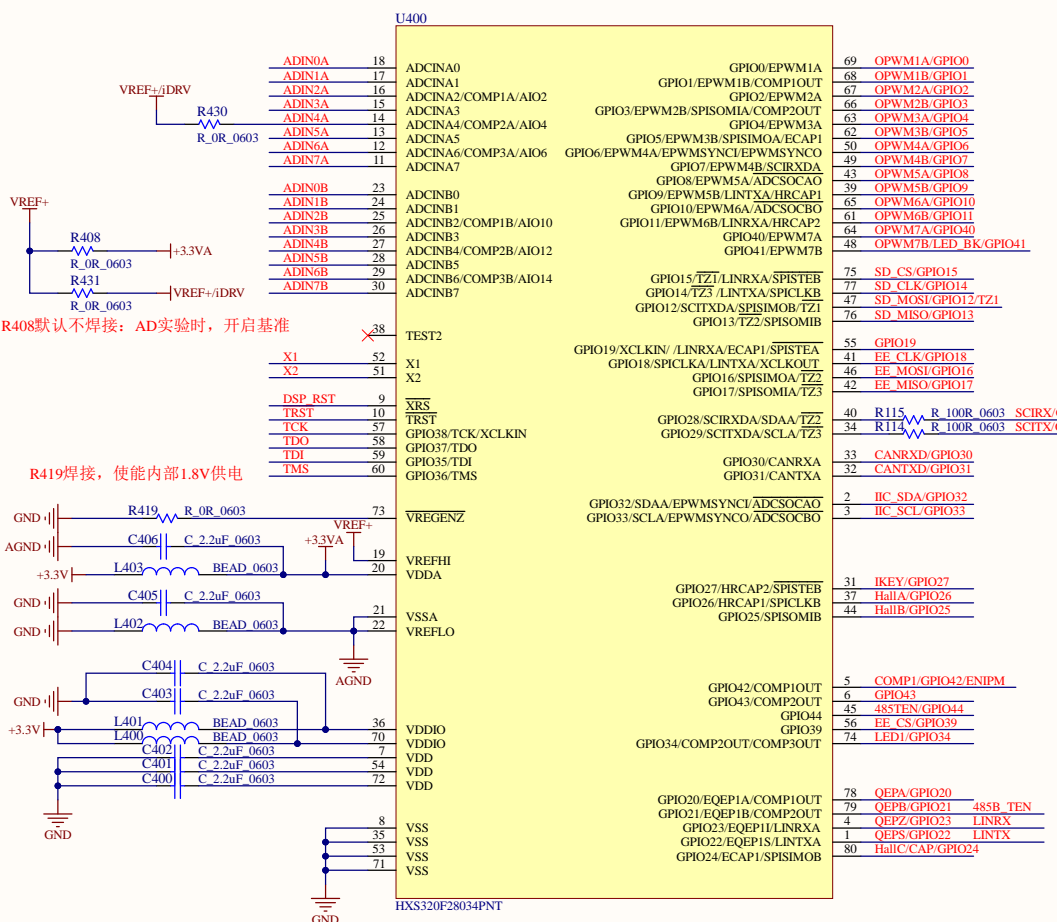 U400
ADIN0A 18 ADCINA0 GPIO0/EPWM1A 69 OPWM1A/GPIO0
ADIN1A 17 ADCINA1 GPIO1/EPWM1B/COMP1OUT 68 OPWM1B/GPIO1
ADIN2A 16 ADCINA2/COMP1A/AIO2 GPIO2/EPWM2A 67 OPWM2A/GPIO2
ADIN3A 15 ADCINA3 GPIO3/EPWM2B/SPISOMIA/COMP2OUT 66 OPWM2B/GPIO3
VREF+/iDRV
R430
R_0R_0603
ADIN4A 14 ADCINA4/COMP2A/AIO4 GPIO4/EPWM3A 63 OPWM3A/GPIO4
ADIN5A 13 ADCINA5 GPIO5/EPWM3B/SPISIMOA/ECAP1 62 OPWM3B/GPIO5
ADIN6A 12 ADCINA6/COMP3A/AIO6 GPIO6/EPWM4A/EPWMSYNCI/EPWMSYNCO 50 OPWM4A/GPIO6
ADIN7A 11 ADCINA7 GPIO7/EPWM4B/SCIRXDA 49 OPWM4B/GPIO7
GPIO8/EPWM5A/ADCSOCAO 43 OPWM5A/GPIO8
ADIN0B 23 ADCINB0 GPIO9/EPWM5B/LINTXA/HRCAP1 39 OPWM5B/GPIO9
ADIN1B 24 ADCINB1 GPIO10/EPWM6A/ADCSOCBO 65 OPWM6A/GPIO10
ADIN2B 25 ADCINB2/COMP1B/AIO10 GPIO11/EPWM6B/LINRXA/HRCAP2 61 OPWM6B/GPIO11
ADIN3B 26 ADCINB3 GPIO40/EPWM7A 64 OPWM7A/GPIO40
ADIN4B 27 ADCINB4/COMP2B/AIO12 GPIO41/EPWM7B 48 OPWM7B/LED_BK/GPIO41
ADIN5B 28 ADCINB5
ADIN6B 29 ADCINB6/COMP3B/AIO14 GPIO15/TZ1/LINRXA/SPISTEB 75 SD_CS/GPIO15
ADIN7B 30 ADCINB7 GPIO14/TZ3 /LINTXA/SPICLKB 77 SD_CLK/GPIO14
GPIO12/SCITXDA/SPISIMOB/TZ1 47 SD_MOSI/GPIO12/TZ1
GPIO13/TZ2/SPISOMIB 76 SD_MISO/GPIO13
VREF+
R408 +3.3VA
R_0R_0603
R431 VREF+/iDRV
R_0R_0603
R408默认不焊接：AD实验时，开启基准
38 TEST2
GPIO19/XCLKIN/ /LINRXA/ECAP1/SPISTEA 55 GPIO19
X1 52 X1 GPIO18/SPICLKA/LINTXA/XCLKOUT 41 EE_CLK/GPIO18
X2 51 X2 GPIO16/SPISIMOA/TZ2 46 EE_MOSI/GPIO16
GPIO17/SPISOMIA/TZ3 42 EE_MISO/GPIO17
DSP_RST 9 XRS
TRST 10 TRST GPIO28/SCIRXDA/SDAA/TZ2 40 R115 R_100R_0603 SCIRX/
TCK 57 GPIO38/TCK/XCLKIN GPIO29/SCITXDA/SCLA/TZ3 34 R114 R_100R_0603 SCITX/
TDO 58 GPIO37/TDO
TDI 59 GPIO35/TDI GPIO30/CANRXA 33 CANRXD/GPIO30
TMS 60 GPIO36/TMS GPIO31/CANTXA 32 CANTXD/GPIO31
R419焊接，使能内部1.8V供电
GPIO32/SDAA/EPWMSYNCI/ADCSOCAO 2 IIC_SDA/GPIO32
GND R419 R_0R_0603 73 VREGENZ GPIO33/SCLA/EPWMSYNCO/ADCSOCBO 3 IIC_SCL/GPIO33
VREF+
AGND C406 C_2.2uF_0603 +3.3VA
19 VREFHI
+3.3V L403 BEAD_0603 20 VDDA
GPIO27/HRCAP2/SPISTEB 31 IKEY/GPIO27
GND C405 C_2.2uF_0603 GPIO26/HRCAP1/SPICLKB 37 HallA/GPIO26
21 VSSA GPIO25/SPISOMIB 44 HallB/GPIO25
GND L402 BEAD_0603 22 VREFLO
AGND
C404 C_2.2uF_0603
GPIO42/COMP1OUT 5 COMP1/GPIO42/ENIPM
GND C403 C_2.2uF_0603 GPIO43/COMP2OUT 6 GPIO43
GPIO44 45 485TEN/GPIO44
+3.3V L401 BEAD_0603 36 VDDIO GPIO39 56 EE_CS/GPIO39
L400 BEAD_0603 70 VDDIO GPIO34/COMP2OUT/COMP3OUT 74 LED1/GPIO34
C402 C_2.2uF_0603 7 VDD
C401 C_2.2uF_0603 54 VDD
C400 C_2.2uF_0603 72 VDD
GND
GPIO20/EQEP1A/COMP1OUT 78 QEPA/GPIO20
GPIO21/EQEP1B/COMP2OUT 79 QEPB/GPIO21 485B_TEN
8 VSS GPIO23/EQEP1I/LINRXA 4 QEPZ/GPIO23 LINRX
35 VSS GPIO22/EQEP1S/LINTXA 1 QEPS/GPIO22 LINTX
53 VSS GPIO24/ECAP1/SPISIMOB 80 HallC/CAP/GPIO24
71 VSS
GND
HXS320F28034PNT